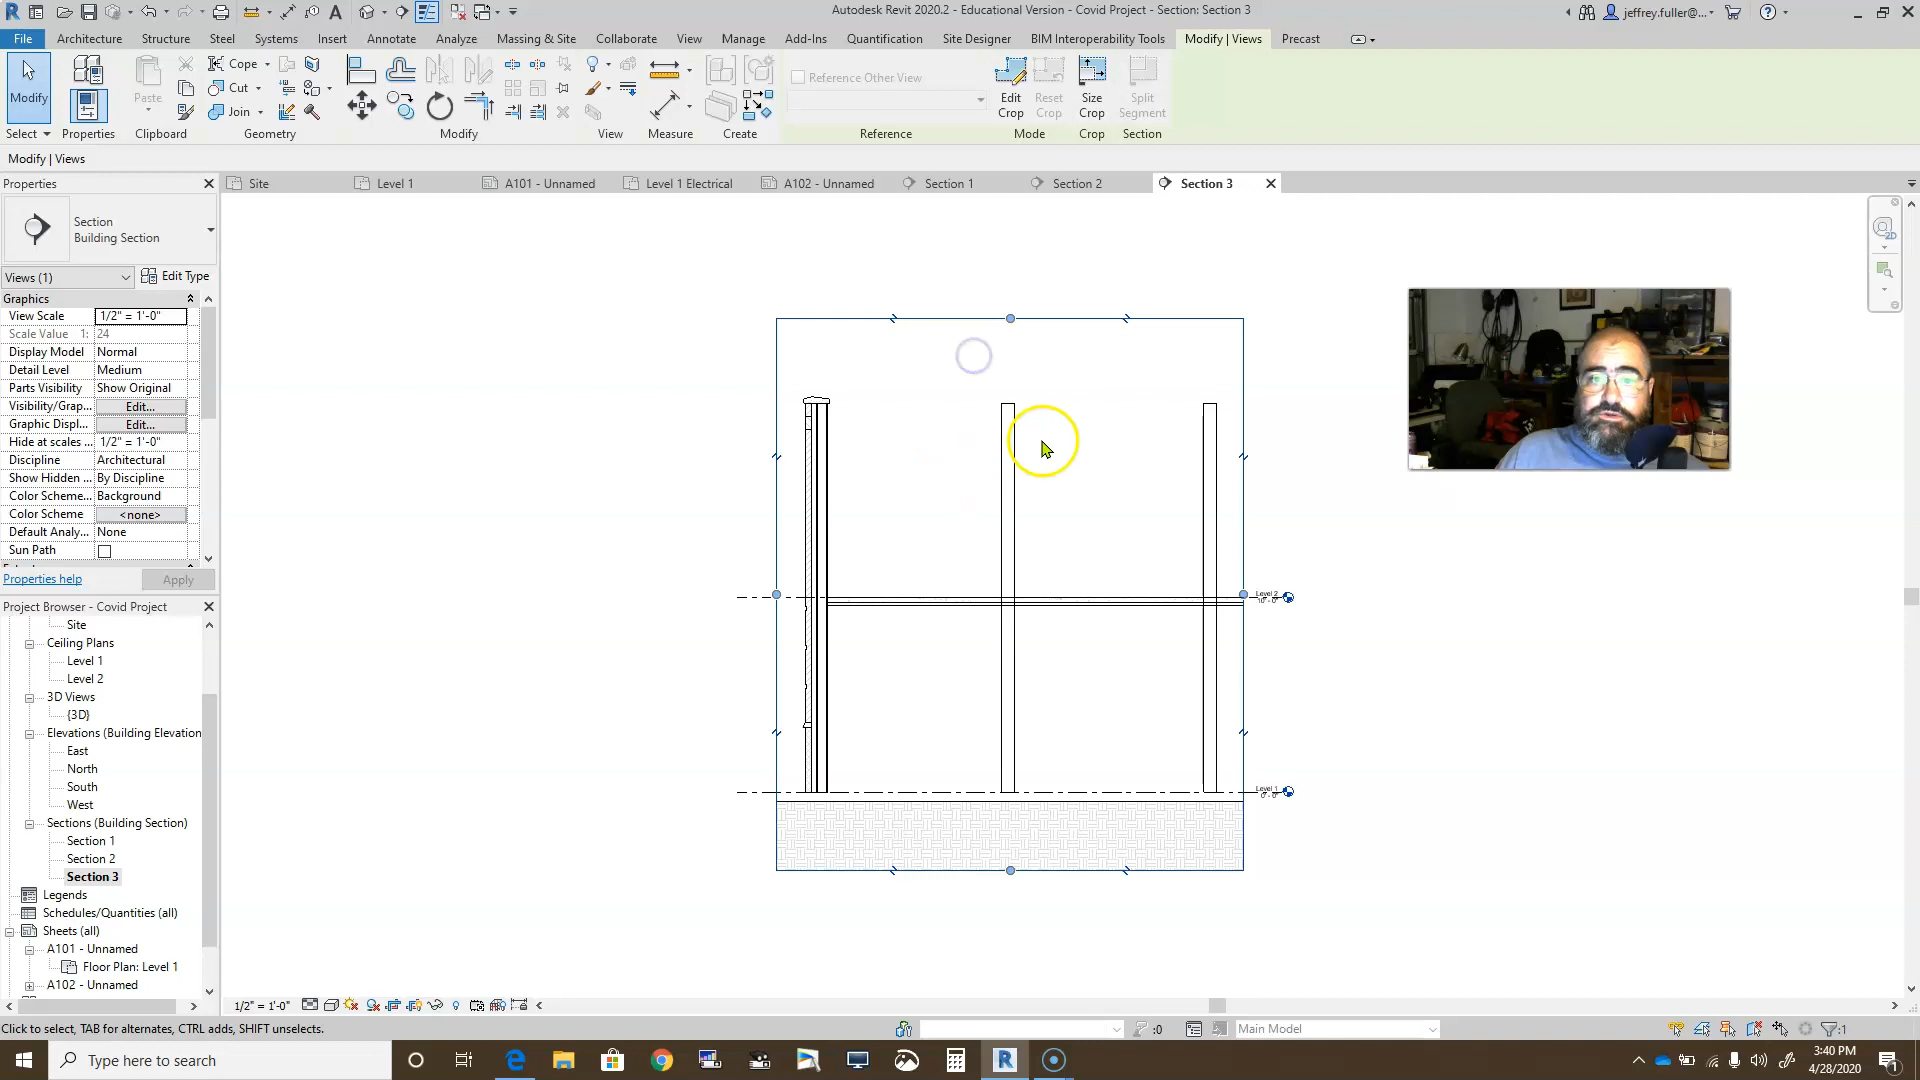 Autodesk Revit 2020.2 - Educational Version - Covid Project - Section: Section 3
jeffrey.fuller@...
File Architecture Structure Steel Systems Insert Annotate Analyze Massing & Site Collaborate View Manage Add-Ins Quantification Site Designer BIM Interoperability Tools Modify | Views Precast
Modify
Paste
Cope
Cut
Join
Reference Other View
Edit Crop
Reset Crop
Size Crop
Split Segment
Select Properties Clipboard Geometry Modify View Measure Create Reference Mode Crop Section
Modify | Views
Properties
Site Level 1 A101 - Unnamed Level 1 Electrical A102 - Unnamed Section 1 Section 2 Section 3
Section
Building Section
Views (1) Edit Type
Graphics
View Scale 1/2" = 1'-0"
Scale Value 1: 24
Display Model Normal
Detail Level Medium
Parts Visibility Show Original
Visibility/Grap... Edit...
Graphic Displ... Edit...
Hide at scales ... 1/2" = 1'-0"
Discipline Architectural
Show Hidden ... By Discipline
Color Scheme... Background
Color Scheme <none>
Default Analy... None
Sun Path
Properties help Apply
Project Browser - Covid Project
Site
Ceiling Plans
Level 1
Level 2
3D Views
{3D}
Elevations (Building Elevation
East
North
South
West
Sections (Building Section)
Section 1
Section 2
Section 3
Legends
Schedules/Quantities (all)
Sheets (all)
A101 - Unnamed
Floor Plan: Level 1
A102 - Unnamed
Level 2
10' - 0"
Level 1
0' - 0"
2D
1/2" = 1'-0"
Click to select, TAB for alternates, CTRL adds, SHIFT unselects.
:0
Main Model
:1
Type here to search
3:40 PM
4/28/2020
1